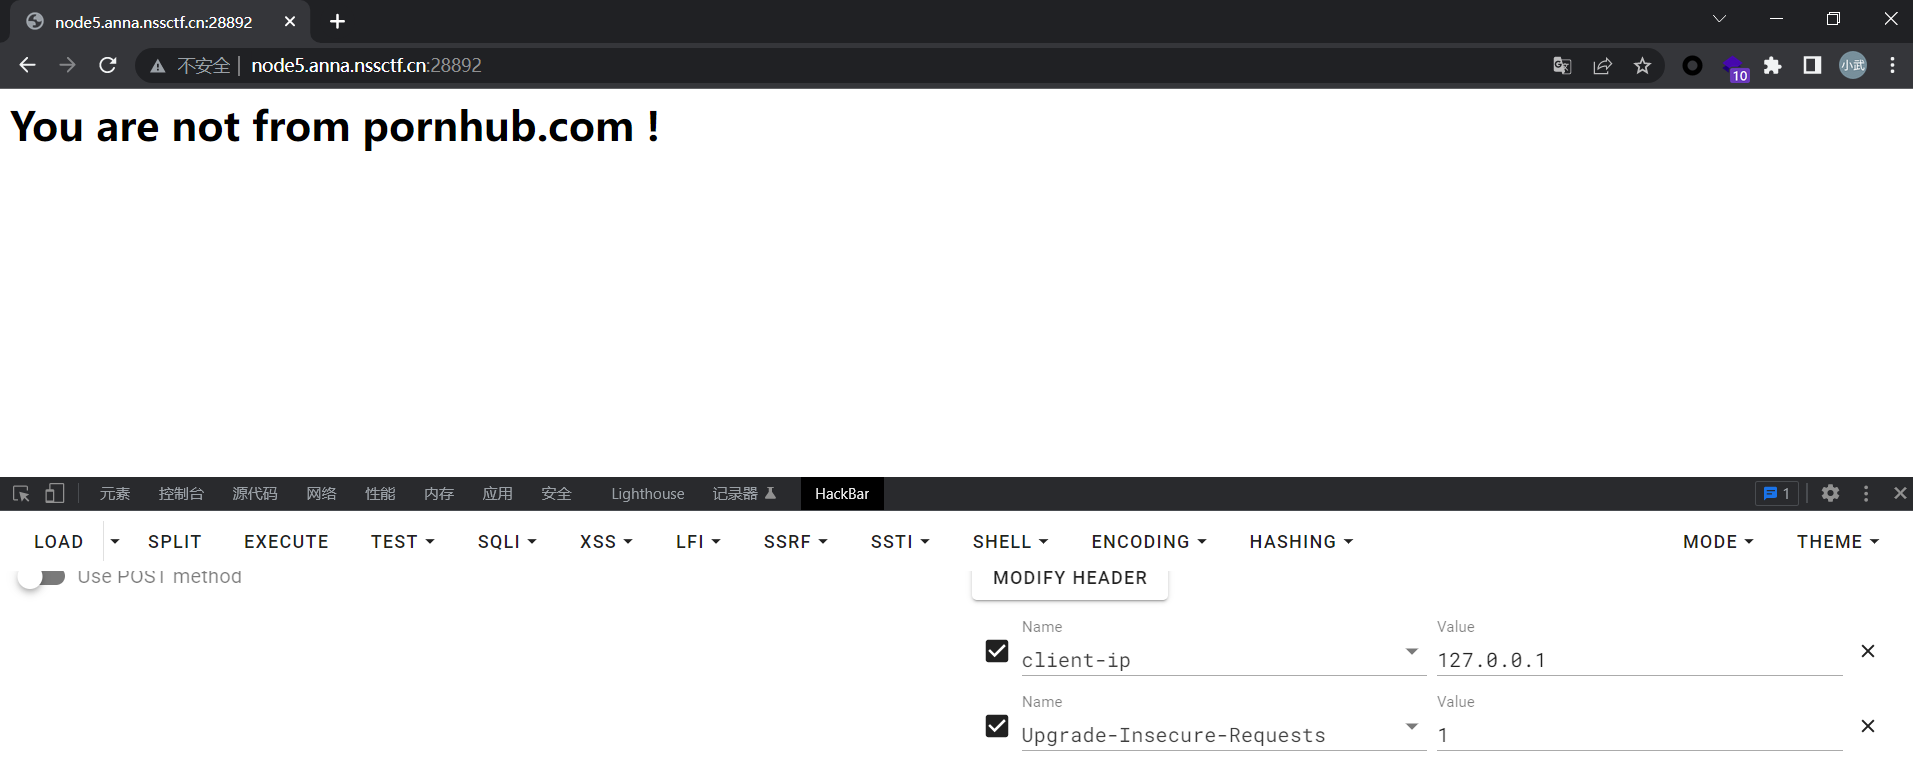 node5.anna.nssctf.cn:28892
不安全 | node5.anna.nssctf.cn:28892
10
小武
You are not from pornhub.com !
元素 控制台 源代码 网络 性能 内存 应用 安全 Lighthouse 记录器 HackBar 1
LOAD SPLIT EXECUTE TEST SQLI XSS LFI SSRF SSTI SHELL ENCODING HASHING MODE THEME
Use POST method
MODIFY HEADER
Name Value
client-ip 127.0.0.1
Name Value
Upgrade-Insecure-Requests 1